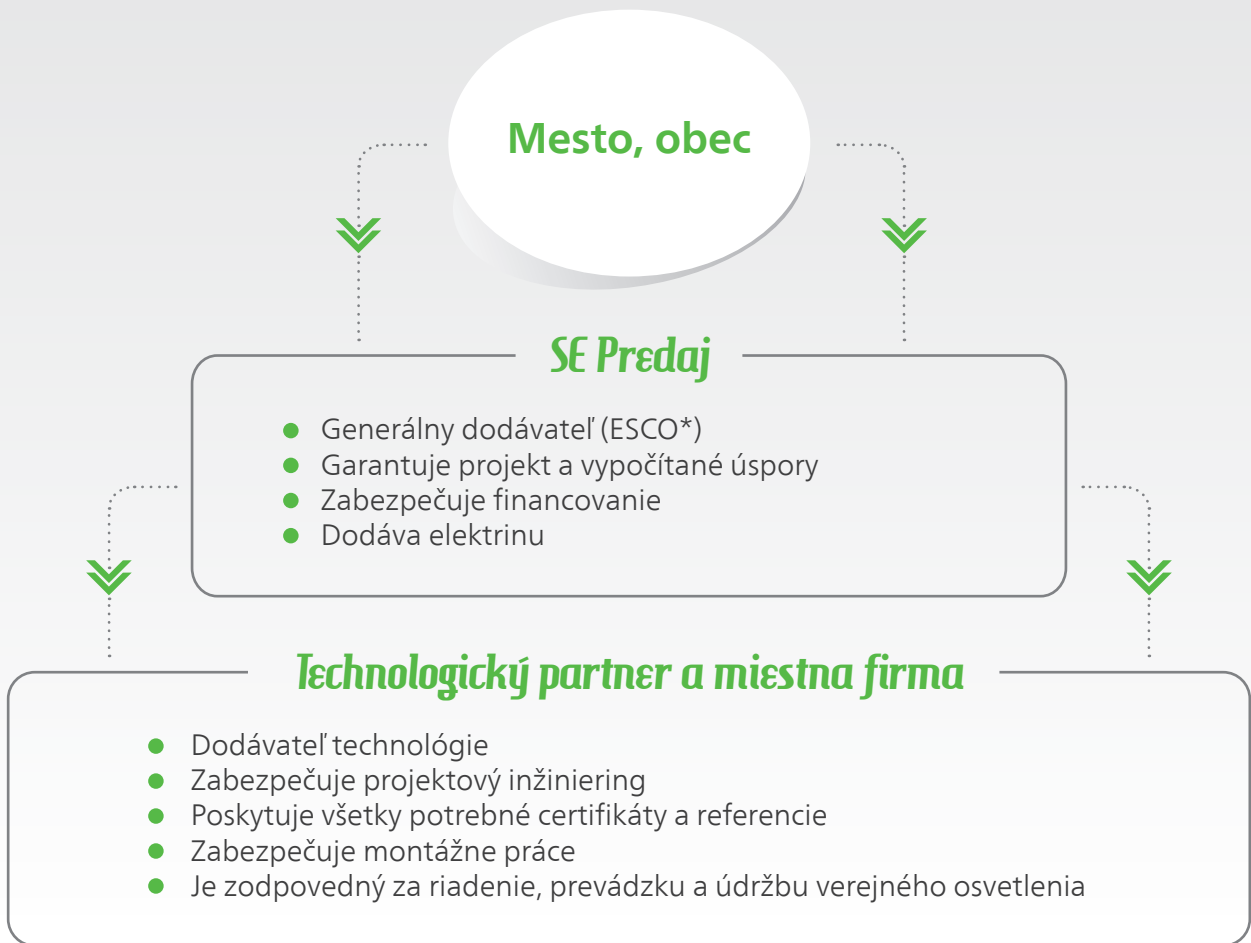 Mesto, obec
SE Predaj
Generálny dodávateľ (ESCO*)
Garantuje projekt a vypočítané úspory
Zabezpečuje financovanie
Dodáva elektrinu
Technologický partner a miestna firma
Dodávateľ technológie
Zabezpečuje projektový inžiniering
Poskytuje všetky potrebné certifikáty a referencie
Zabezpečuje montážne práce
Je zodpovedný za riadenie, prevádzku a údržbu verejného osvetlenia